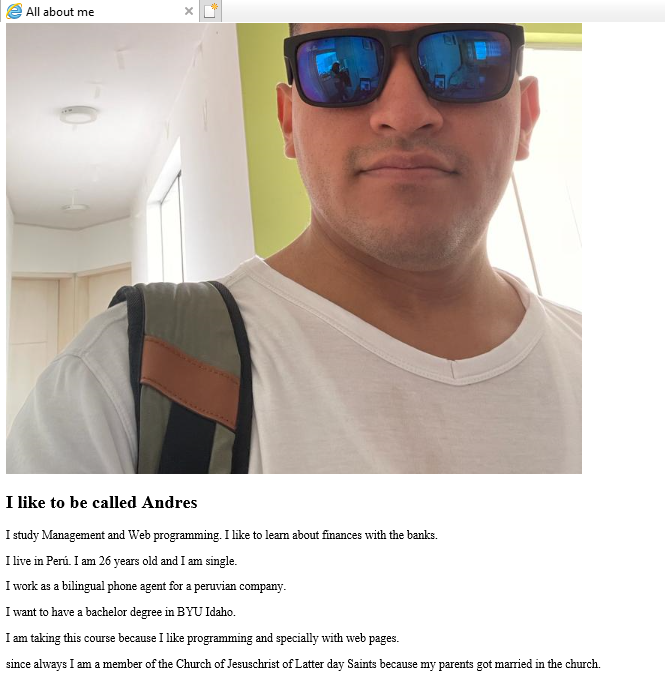 All about me
I like to be called Andres
I study Management and Web programming. I like to learn about finances with the banks.
I live in Perú. I am 26 years old and I am single.
I work as a bilingual phone agent for a peruvian company.
I want to have a bachelor degree in BYU Idaho.
I am taking this course because I like programming and specially with web pages.
since always I am a member of the Church of Jesuschrist of Latter day Saints because my parents got married in the church.